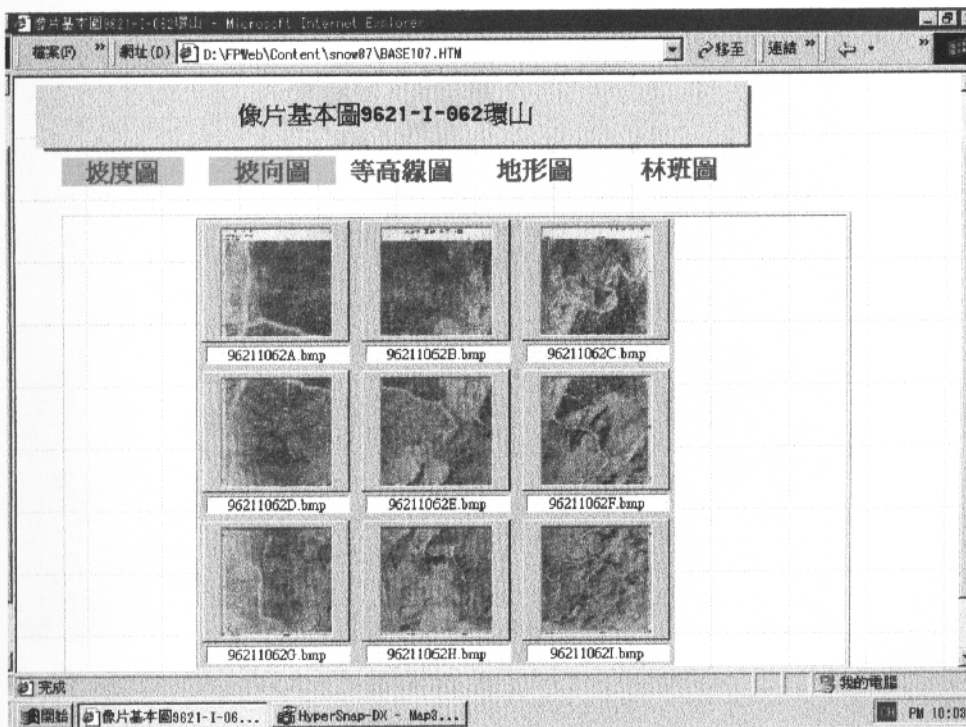 像片基本圖9621-I-062環山 - Microsoft Internet Explorer
檔案(F) » 網址(D) D:\FPWeb\Content\snow07\BASE107.HTM 移至 連結 » »
像片基本圖9621-I-062環山
坡度圖 坡向圖 等高線圖 地形圖 林班圖
96211062A.bmp 96211062B.bmp 96211062C.bmp
96211062D.bmp 96211062E.bmp 96211062F.bmp
96211062G.bmp 96211062H.bmp 96211062I.bmp
完成 我的電腦
開始 像片基本圖9621-I-06... HyperSnap-DX - Map3... PM 10:03